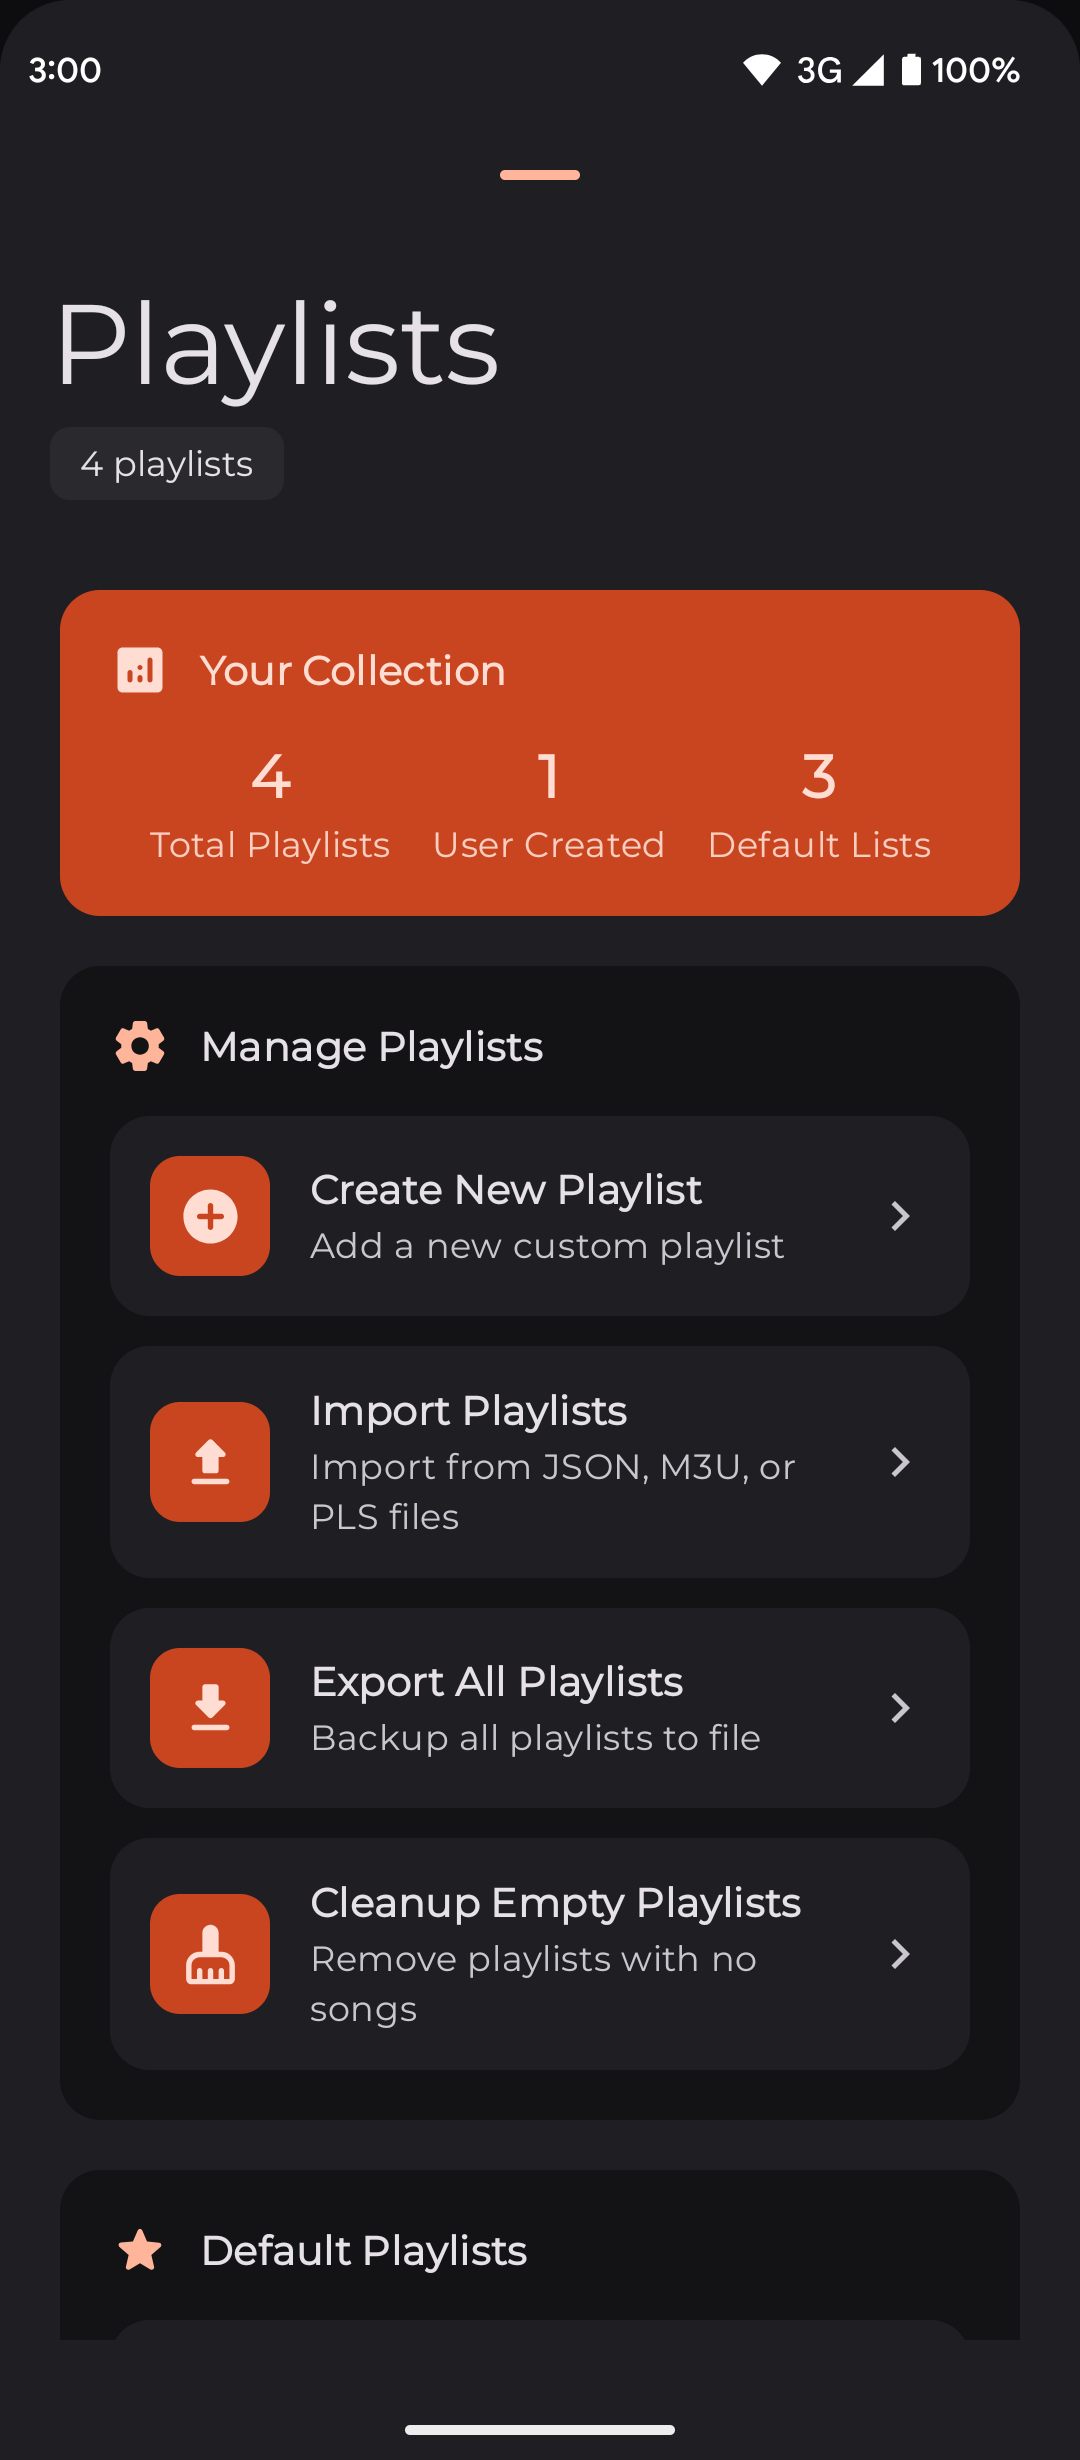 3:00
3G
100%
Playlists
4 playlists
Your Collection
4
1
3
Total Playlists
User Created
Default Lists
Manage Playlists
Create New Playlist
Add a new custom playlist
Import Playlists
Import from JSON, M3U, or
PLS files
Export All Playlists
Backup all playlists to file
Cleanup Empty Playlists
Remove playlists with no
songs
Default Playlists